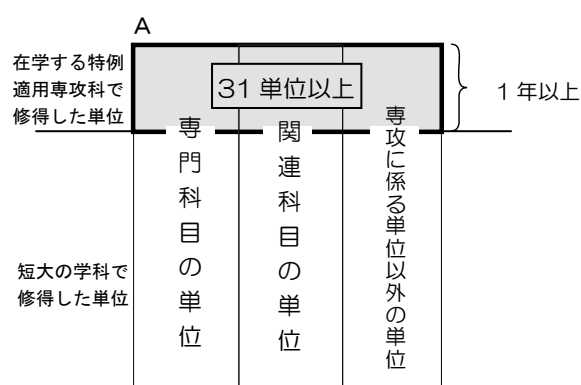 A
在学する特例
適用専攻科で
修得した単位
31 単位以上
1 年以上
専門科目の単位
関連科目の単位
専攻に係る単位以外の単位
短大の学科で
修得した単位